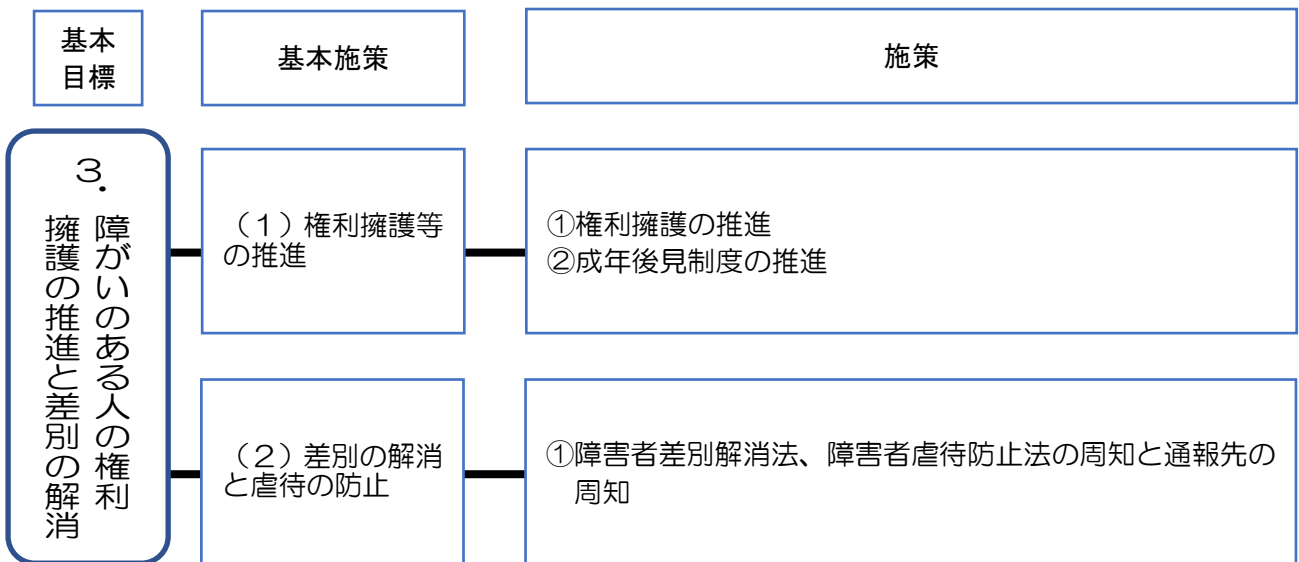 基本
目標
基本施策
施策
３.
障がいのある人の権利
擁護の推進と差別の解消
（１）権利擁護等
の推進
①権利擁護の推進
②成年後見制度の推進
（２）差別の解消
と虐待の防止
①障害者差別解消法、障害者虐待防止法の周知と通報先の
周知